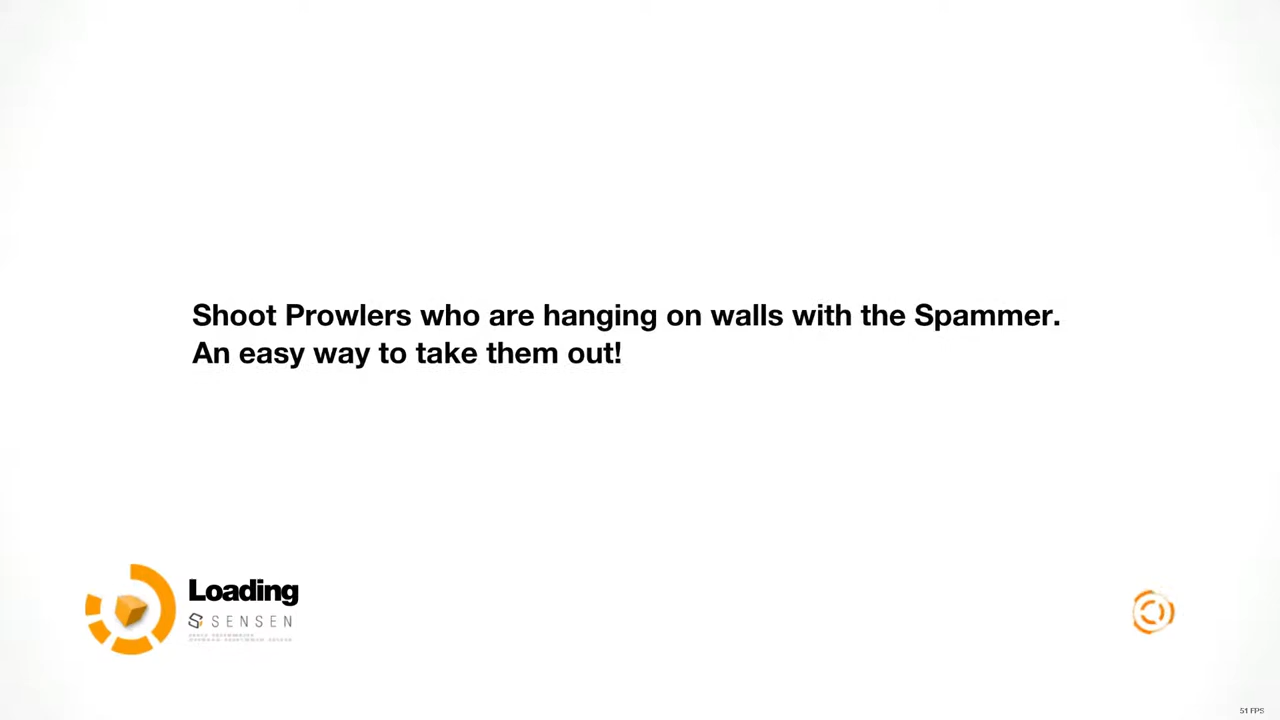 Shoot Prowlers who are hanging on walls with the Spammer.
An easy way to take them out!
Loading
SENSEN
51 FPS